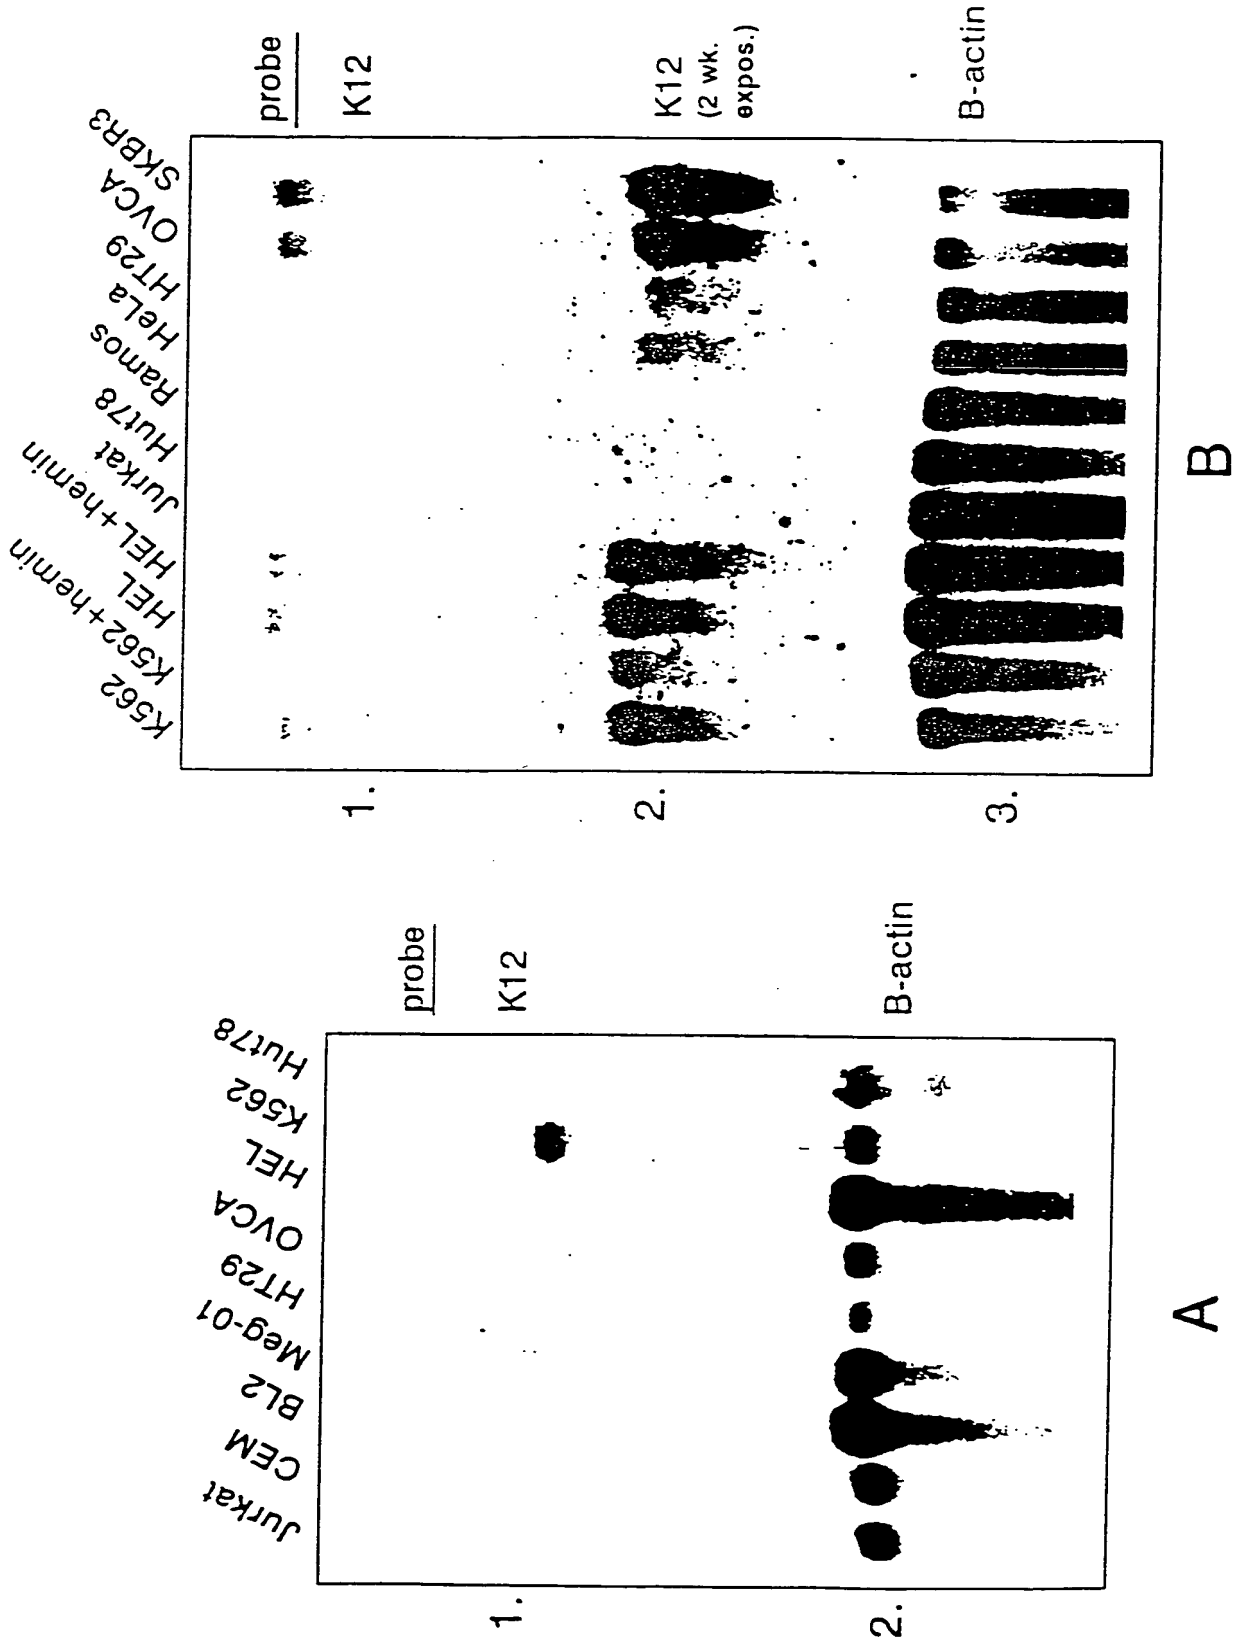 Jurkat
CEM
BL2
Meg-01
HT29
OVCA
HEL
K562
Hut78
probe
1.
K12
2.
B-actin
A
K562
K562+hemin
HEL
HEL+hemin
Jurkat
Hut78
Ramos
HeLa
HT29
OVCA
SKBR3
probe
1.
K12
2.
K12
(2 wk.
expos.)
3.
B-actin
B